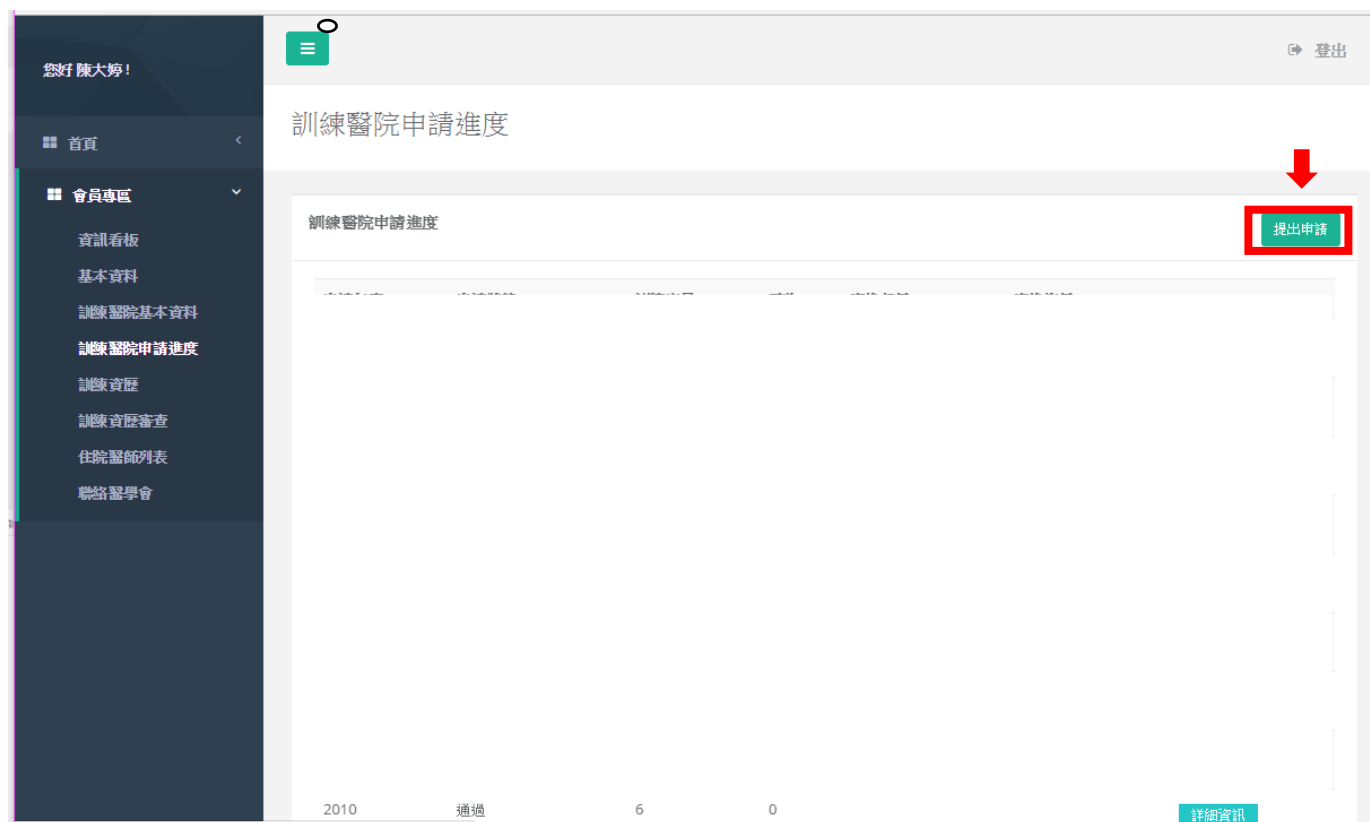 您好 陳大婷!
登出
訓練醫院申請進度
首頁
會員專區
資訊看板
基本資料
訓練醫院基本資料
訓練醫院申請進度
訓練資歷
訓練資歷審查
住院醫師列表
聯絡醫學會
訓練醫院申請進度
提出申請
2010 通過 6 0 詳細資訊